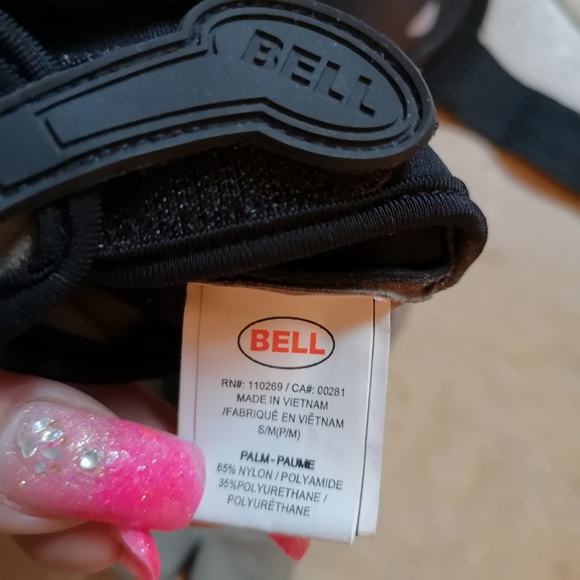 BELL
BELL
RN#: 110269 / CA#: 00281
MADE IN VIETNAM
/FABRIQUÉ EN VIÊTNAM
S/M(P/M)
PALM-PAUME
65% NYLON / POLYAMIDE
35%POLYURETHANE /
POLYURÉTHANE